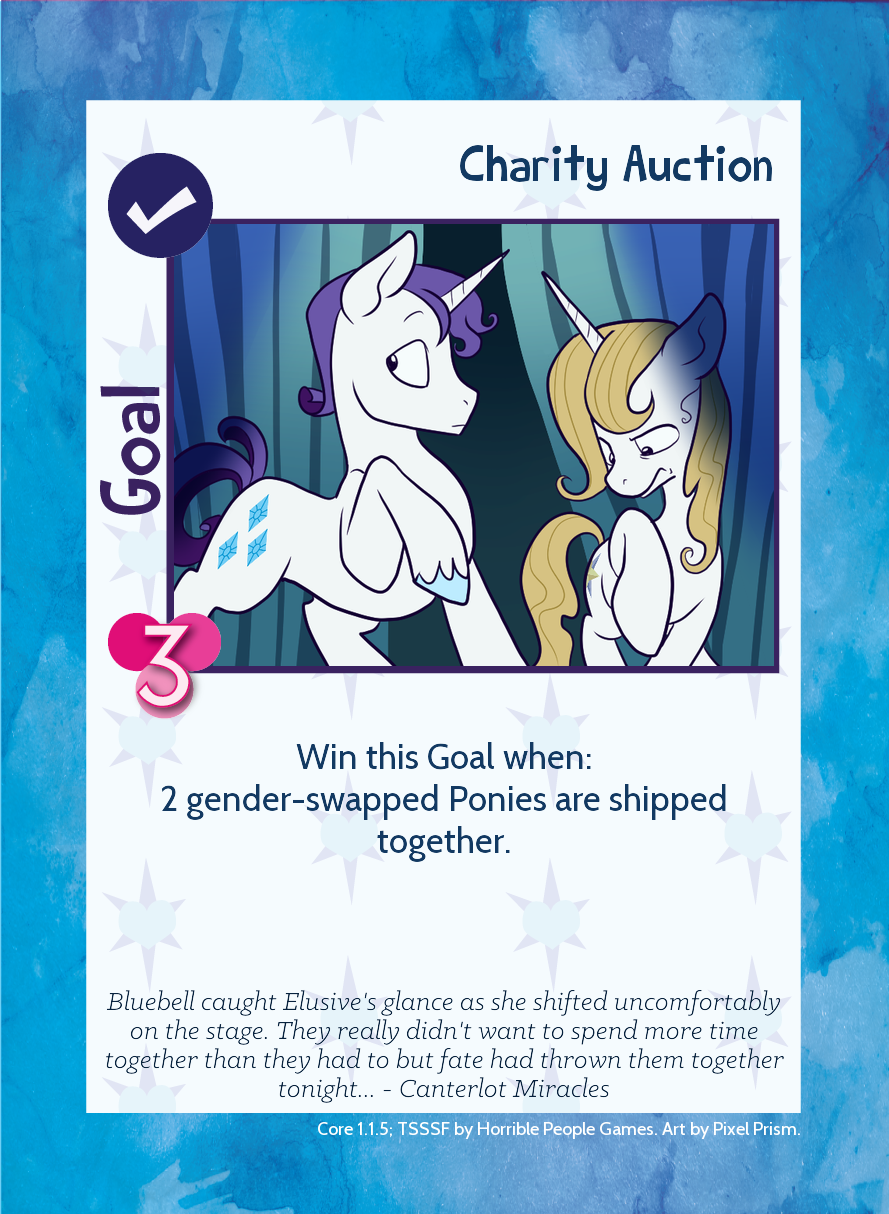 Charity Auction
Goal
3
Win this Goal when:
2 gender-swapped Ponies are shipped
together.
Bluebell caught Elusive's glance as she shifted uncomfortably
on the stage. They really didn't want to spend more time
together than they had to but fate had thrown them together
tonight... - Canterlot Miracles
Core 1.1.5; TSSSF by Horrible People Games. Art by Pixel Prism.